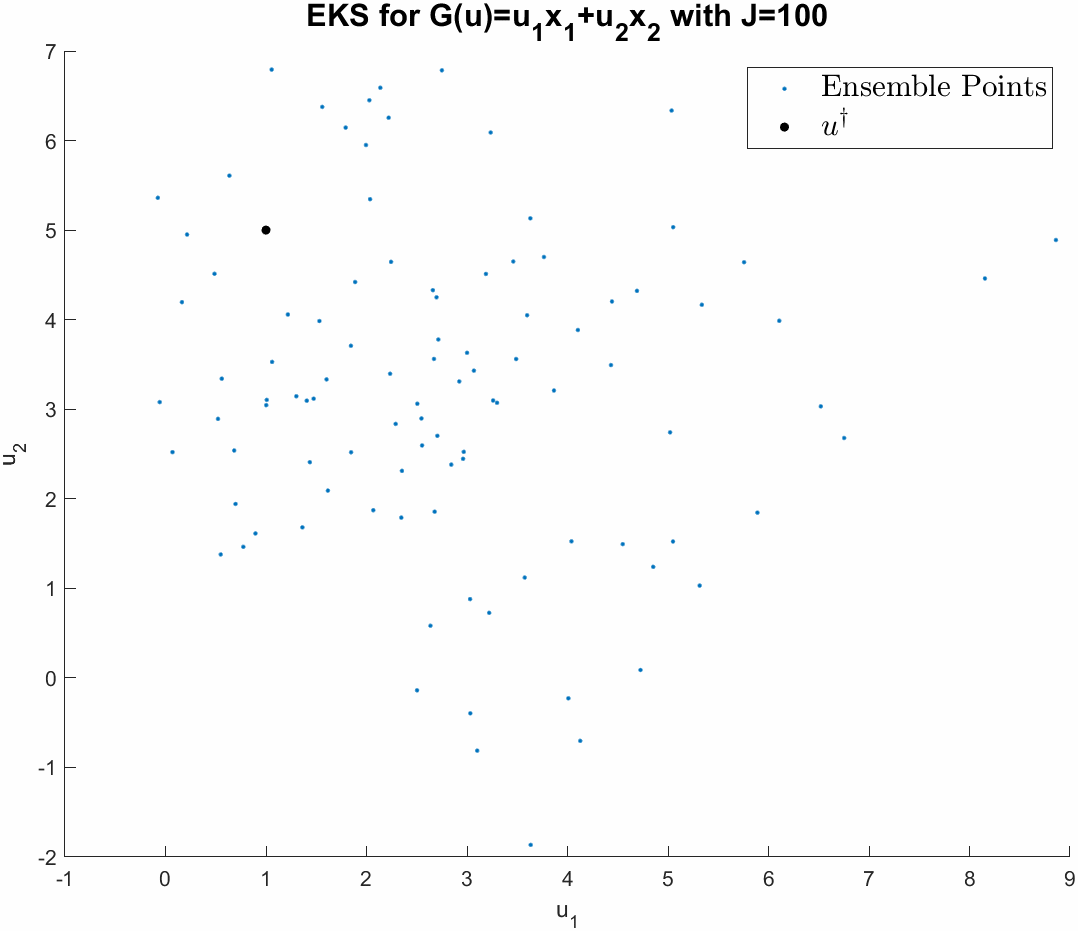 EKS for G(u)=u₁x₁+u₂x₂ with J=100
Ensemble Points
u†
7
6
5
4
3
2
1
0
-1
-2
u₂
-1 0 1 2 3 4 5 6 7 8 9
u₁